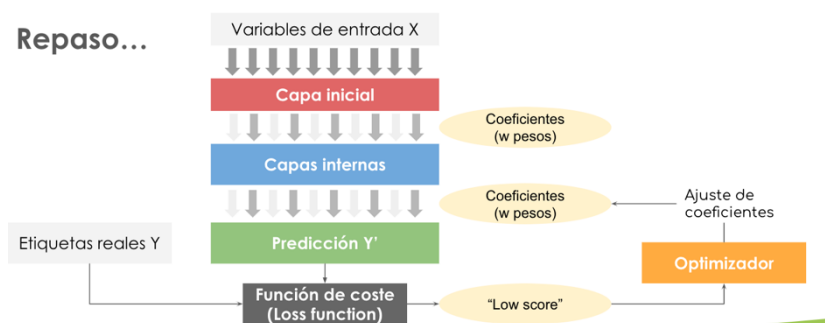 Repaso...
Variables de entrada X
Capa inicial
Coeficientes
(w pesos)
Capas internas
Coeficientes
(w pesos)
Ajuste de
coeficientes
Etiquetas reales Y
Predicción Y'
Optimizador
Función de coste
(Loss function)
"Low score"